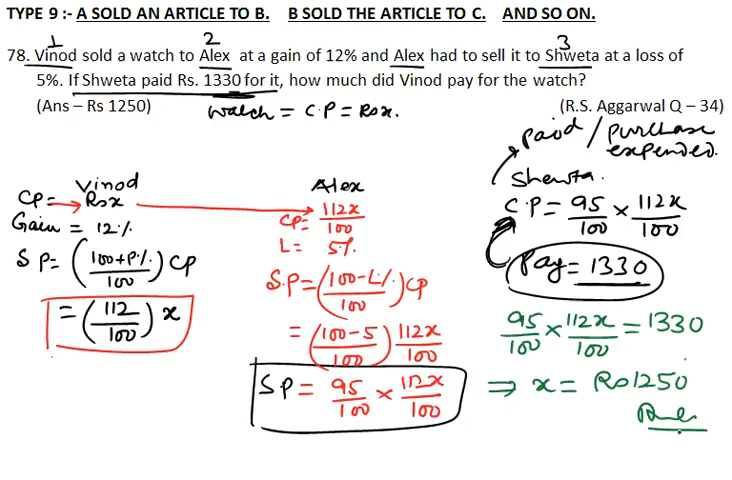 TYPE 9 :- A SOLD AN ARTICLE TO B. B SOLD THE ARTICLE TO C. AND SO ON.
1 2 3
78. Vinod sold a watch to Alex at a gain of 12% and Alex had to sell it to Shweta at a loss of
5%. If Shweta paid Rs. 1330 for it, how much did Vinod pay for the watch?
(Ans – Rs 1250) (R.S. Aggarwal Q – 34)
Watch = C.P = Rs x.
Paid / purchase
expended.
Vinod
CP = Rs x
Gain = 12%
SP = (100+P%/100) CP
= (112/100) x
Alex
CP = 112x/100
L = 5%
S.P = (100-L%/100) CP
= (100-5/100) 112x/100
SP = 95/100 × 112x/100
Shewta.
C.P = 95/100 × 112x/100
Pay = 1330
95/100 × 112x/100 = 1330
⇒ x = Rs 1250